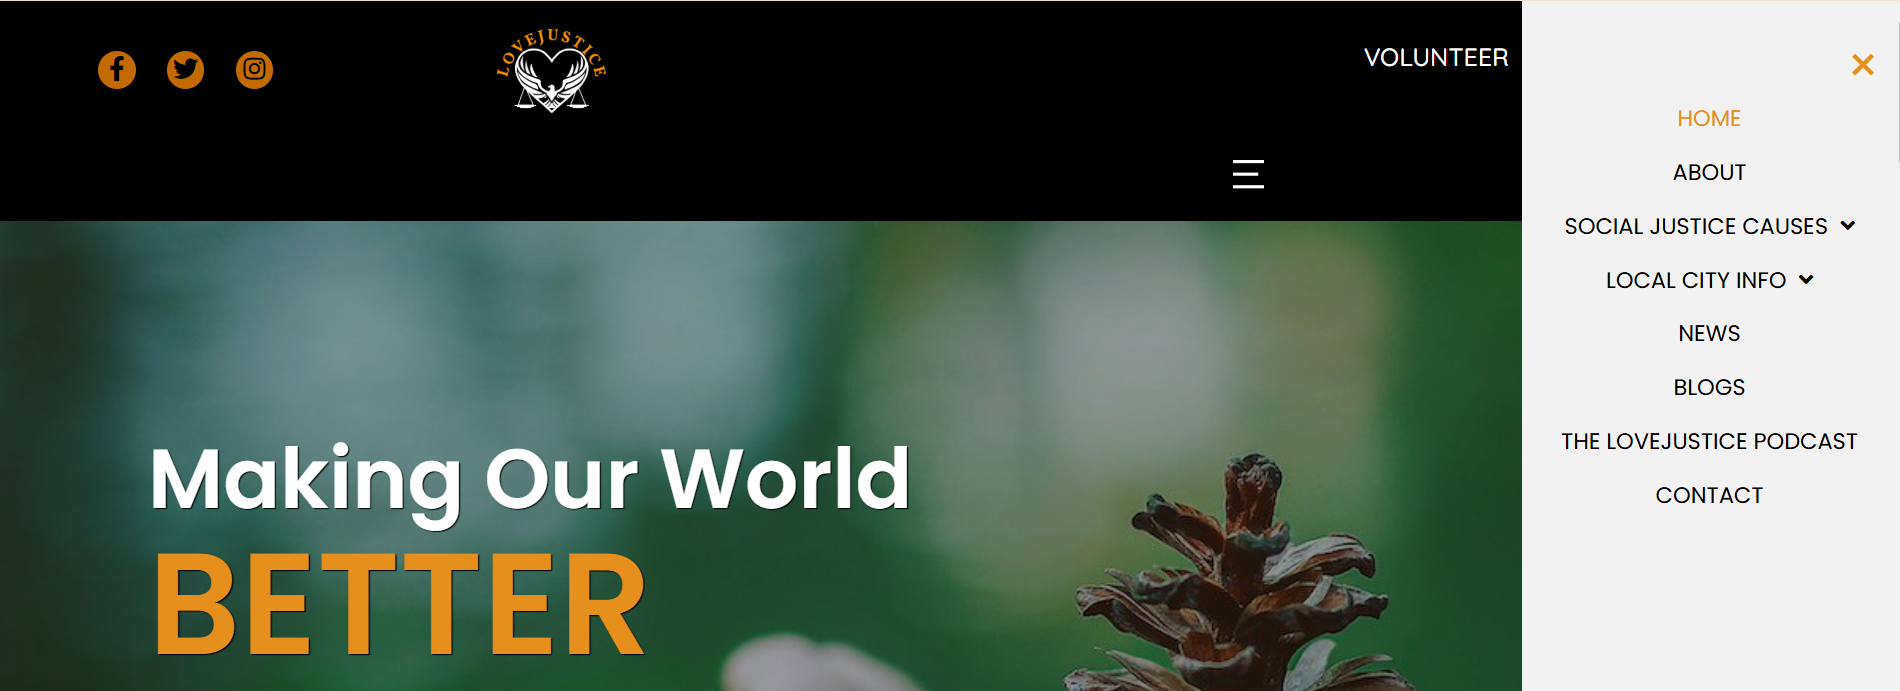 LOVEJUSTICE
VOLUNTEER
HOME
ABOUT
SOCIAL JUSTICE CAUSES
LOCAL CITY INFO
NEWS
BLOGS
THE LOVEJUSTICE PODCAST
CONTACT
Making Our World
BETTER